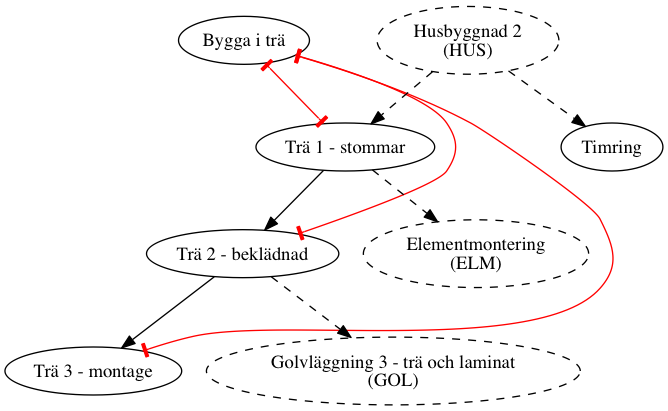 Bygga i trä
Husbyggnad 2
(HUS)
Trä 1 - stommar
Timring
Trä 2 - beklädnad
Elementmontering
(ELM)
Trä 3 - montage
Golvläggning 3 - trä och laminat
(GOL)